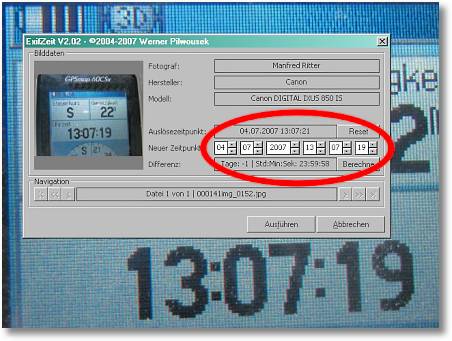 3D
ExifZeit V2.02 - ©2004-2007 Werner Pilwousek
Bilddaten
GPSmap 60CSx
S 22°
13:07:19
Fotograf: Manfred Ritter
Hersteller: Canon
Modell: Canon DIGITAL IXUS 850 IS
Auslösezeitpunkt: 04.07.2007 13:07:21 Reset
Neuer Zeitpunkt: 04 07 2007 13 07 19
Differenz: Tage: -1 | Std:Min:Sek: 23:59:58 Berechne
Navigation
<< < Datei 1 von 1 | 000141img_0152.jpg > >>
Ausführen Abbrechen
13:07:19